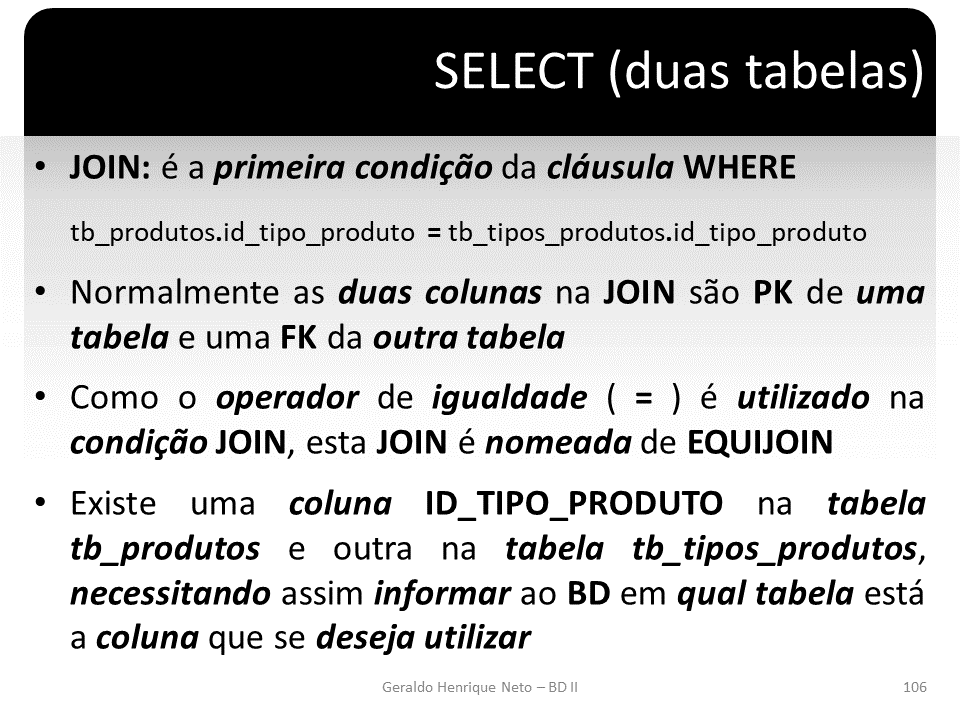 SELECT (duas tabelas)
• JOIN: é a primeira condição da cláusula WHERE
tb_produtos.id_tipo_produto = tb_tipos_produtos.id_tipo_produto
• Normalmente as duas colunas na JOIN são PK de uma
tabela e uma FK da outra tabela
• Como o operador de igualdade ( = ) é utilizado na
condição JOIN, esta JOIN é nomeada de EQUIJOIN
• Existe uma coluna ID_TIPO_PRODUTO na tabela
tb_produtos e outra na tabela tb_tipos_produtos,
necessitando assim informar ao BD em qual tabela está
a coluna que se deseja utilizar
Geraldo Henrique Neto – BD II
106